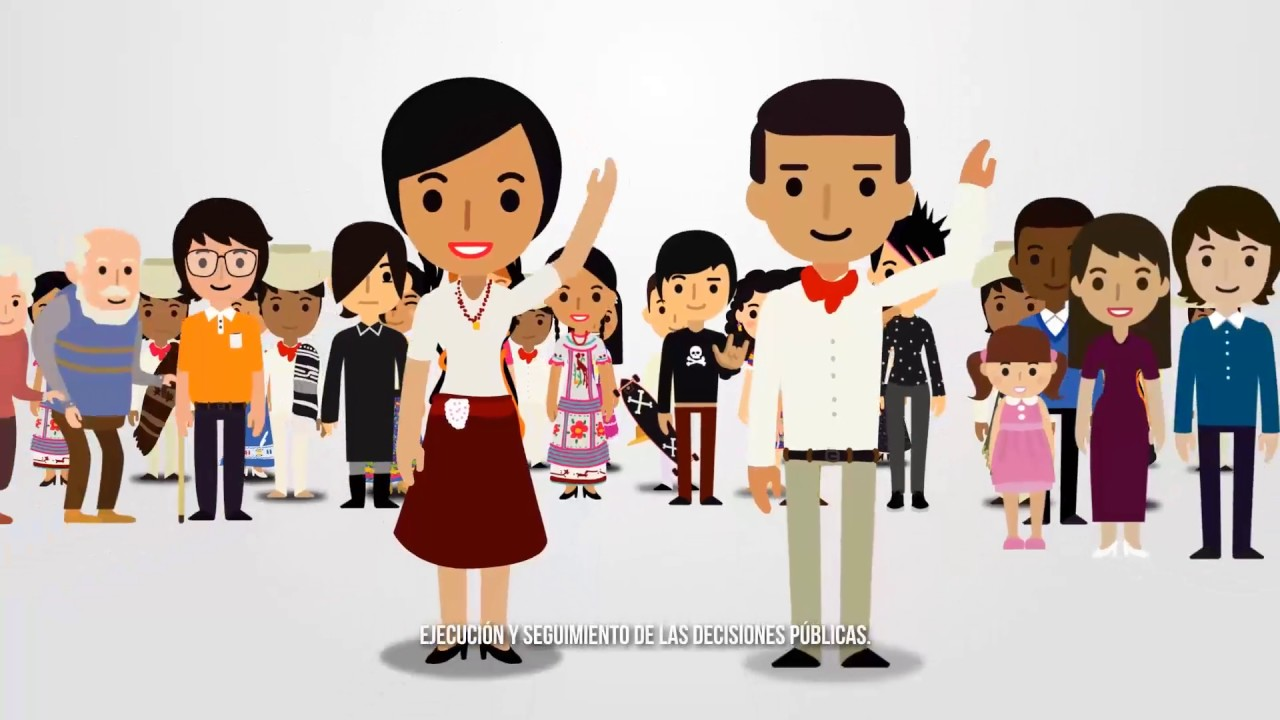 EJECUCIÓN Y SEGUIMIENTO DE LAS DECISIONES PÚBLICAS.